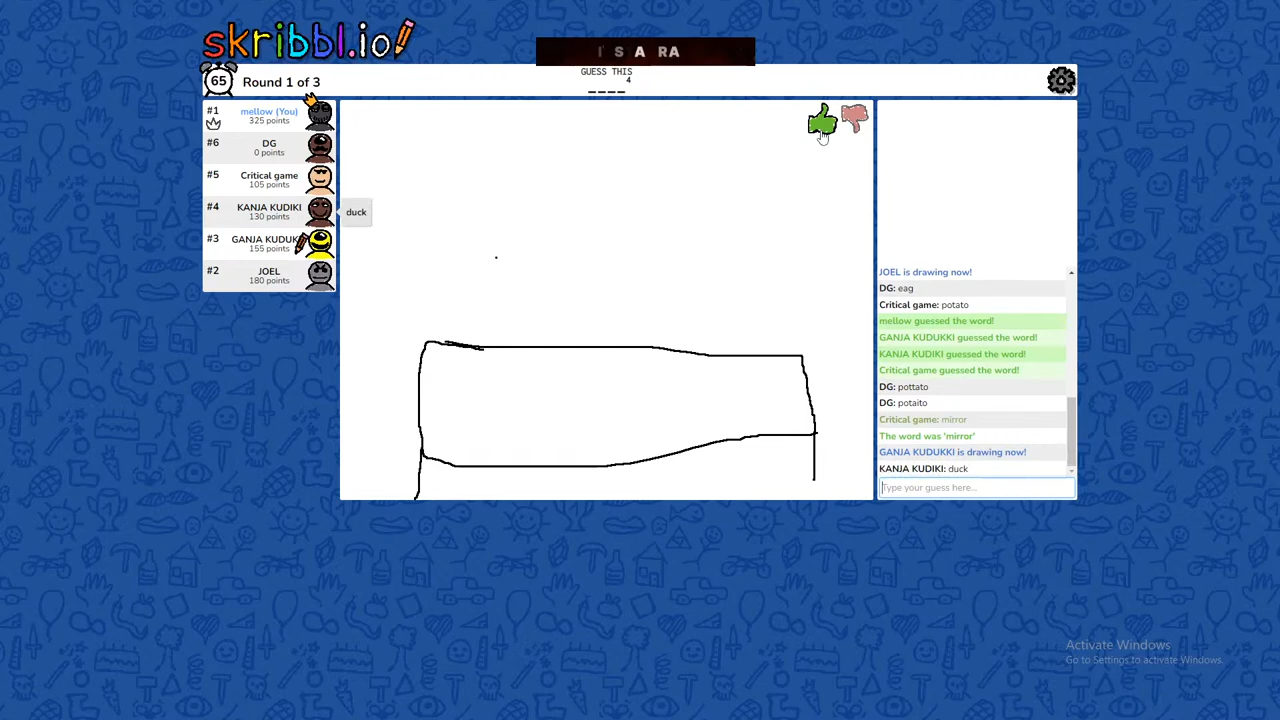 skribbl.io
I' S A RA
65
Round 1 of 3
GUESS THIS
4
____
#1
mellow (You)
325 points
#6
DG
0 points
#5
Critical game
105 points
#4
KANJA KUDIKI
130 points
duck
#3
GANJA KUDUK
155 points
#2
JOEL
180 points
JOEL is drawing now!
DG: eag
Critical game: potato
mellow guessed the word!
GANJA KUDUKKI guessed the word!
KANJA KUDIKI guessed the word!
Critical game guessed the word!
DG: pottato
DG: potaito
Critical game: mirror
The word was 'mirror'
GANJA KUDUKKI is drawing now!
KANJA KUDIKI: duck
Type your guess here...
Activate Windows
Go to Settings to activate Windows.